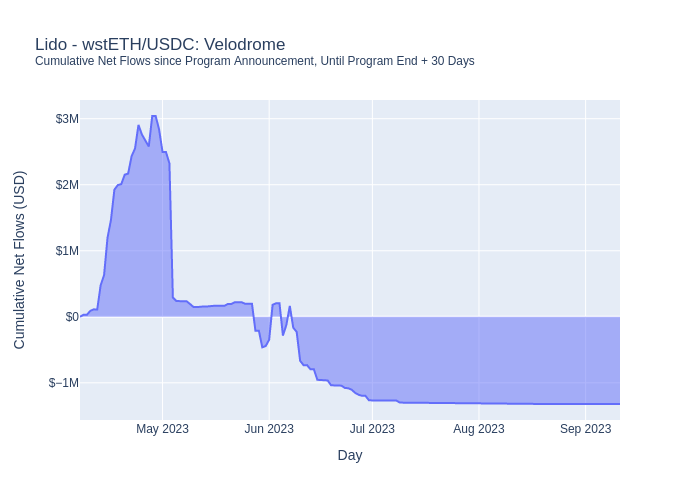 Lido - wstETH/USDC: Velodrome
Cumulative Net Flows since Program Announcement, Until Program End + 30 Days
Cumulative Net Flows (USD)
$3M
$2M
$1M
$0
$−1M
May 2023
Jun 2023
Jul 2023
Aug 2023
Sep 2023
Day